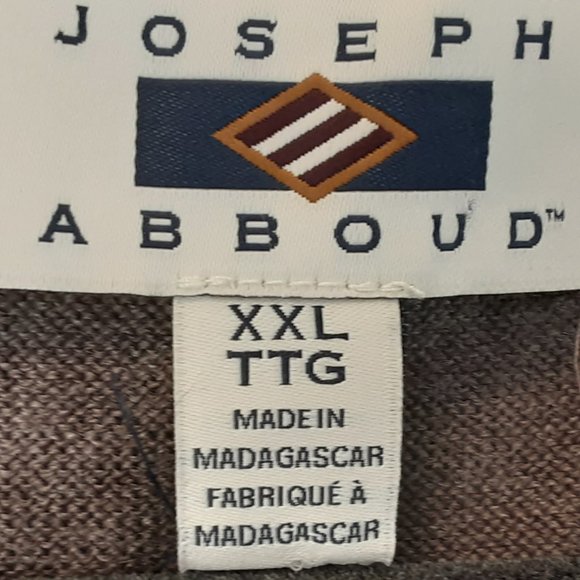 JOSEPH
ABBOUD™
XXL
TTG
MADE IN
MADAGASCAR
FABRIQUÉ À
MADAGASCAR